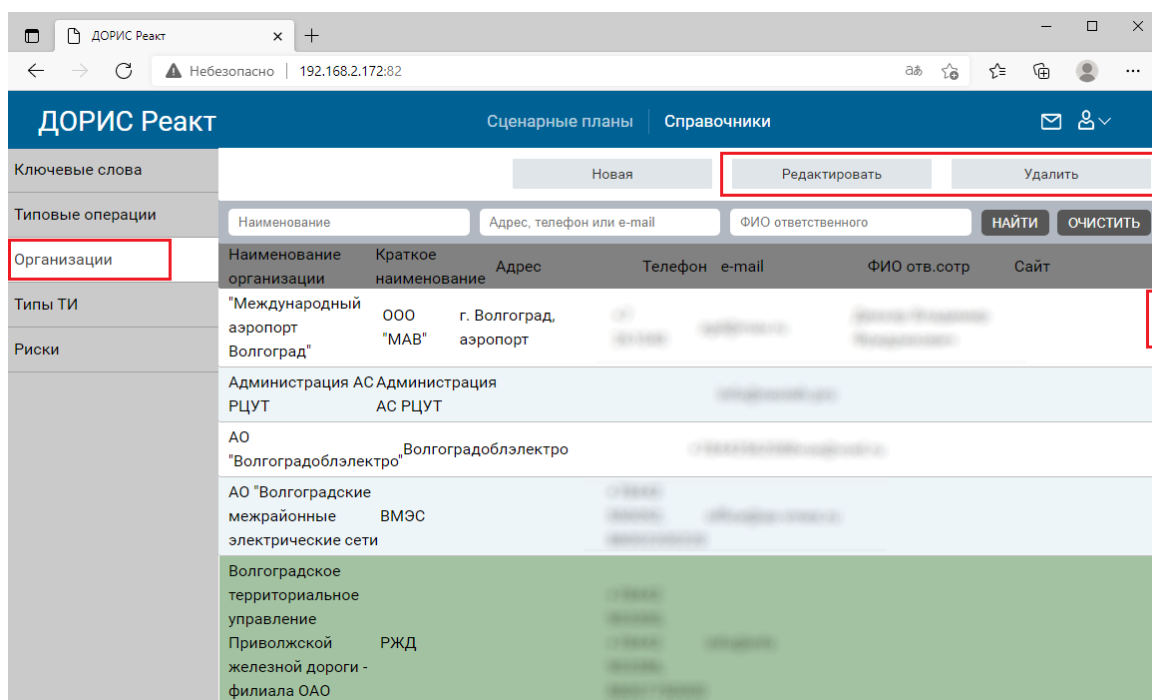 ДОРИС Реакт
Небезопасно 192.168.2.172:82
ДОРИС Реакт Сценарные планы Справочники
Ключевые слова
Типовые операции
Организации
Типы ТИ
Риски
Новая Редактировать Удалить
Наименование Адрес, телефон или e-mail ФИО ответственного НАЙТИ ОЧИСТИТЬ
Наименование Краткое
организации наименование Адрес Телефон e-mail ФИО отв.сотр Сайт
"Международный
аэропорт
Волгоград"
ООО
"МАВ"
г. Волгоград,
аэропорт
Администрация АС
РЦУТ
Администрация
АС РЦУТ
АО
"Волгоградоблэлектро"
Волгоградоблэлектро
АО "Волгоградские
межрайонные
электрические сети
ВМЭС
Волгоградское
территориальное
управление
Приволжской
железной дороги -
филиала ОАО
РЖД